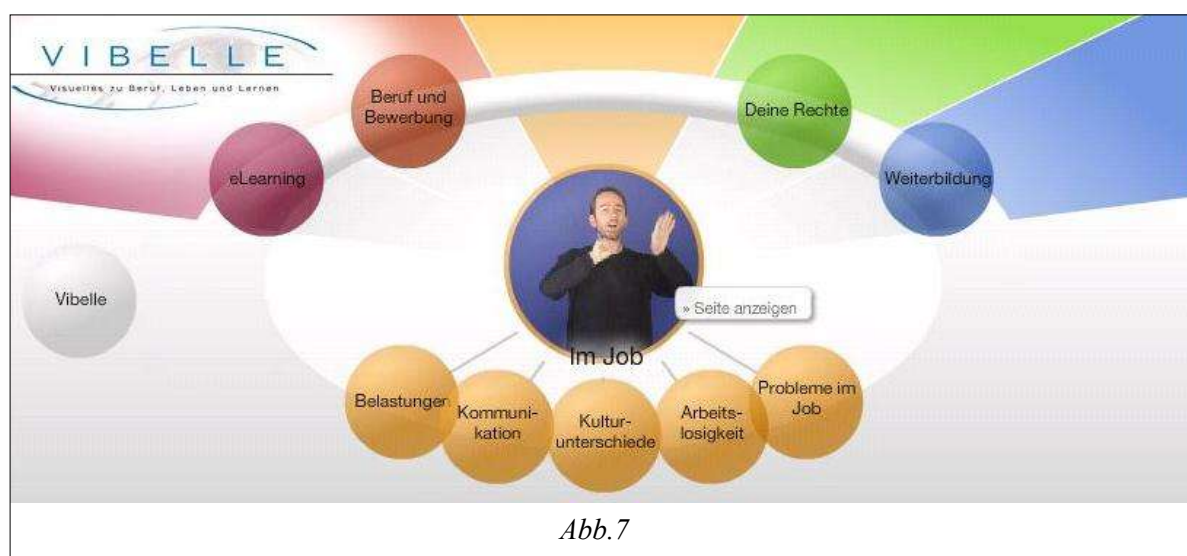 VIBELLE
Visuelles zu Beruf, Leben und Lernen
Beruf und
Bewerbung
Deine Rechte
eLearning
Weiterbildung
Vibelle
» Seite anzeigen
Im Job
Belastungen
Kommuni-
kation
Kultur-
unterschiede
Arbeits-
losigkeit
Probleme im
Job
Abb.7